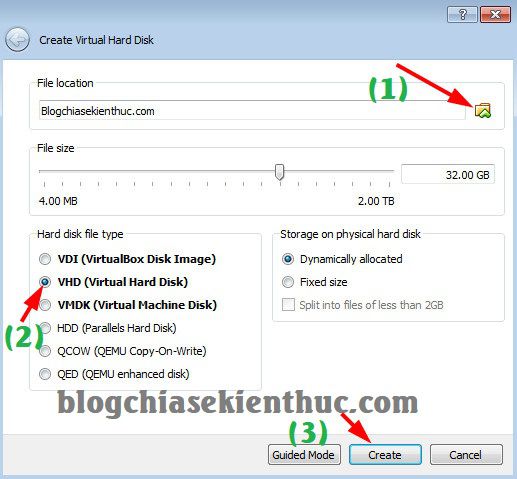 Create Virtual Hard Disk
File location
(1)
Blogchiasekienthuc.com
File size
32.00 GB
4.00 MB
2.00 TB
Hard disk file type
VDI (VirtualBox Disk Image)
VHD (Virtual Hard Disk)
VMDK (Virtual Machine Disk)
HDD (Parallels Hard Disk)
QCOW (QEMU Copy-On-Write)
QED (QEMU enhanced disk)
(2)
Storage on physical hard disk
Dynamically allocated
Fixed size
Split into files of less than 2GB
blogchiasekienthuc.com
(3)
Guided Mode
Create
Cancel